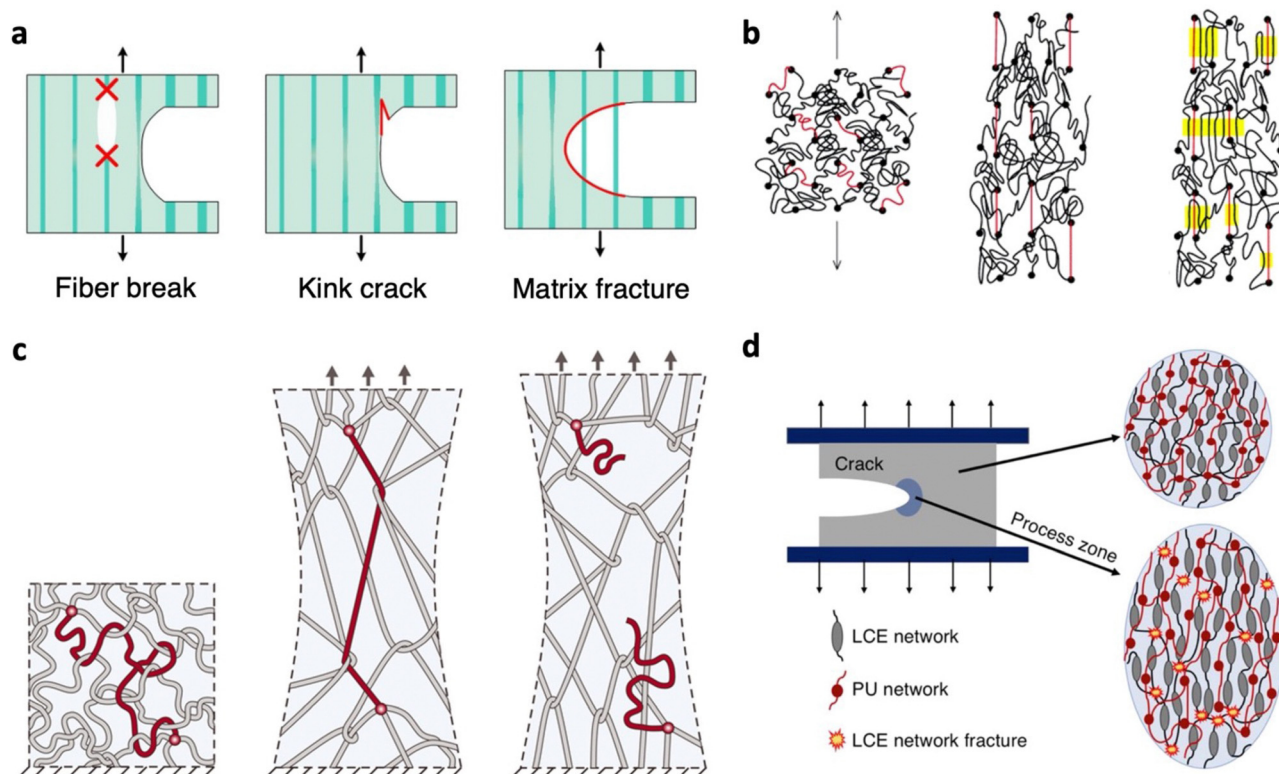 a
Fiber break
Kink crack
Matrix fracture
b
c
d
Crack
Process zone
LCE network
PU network
LCE network fracture